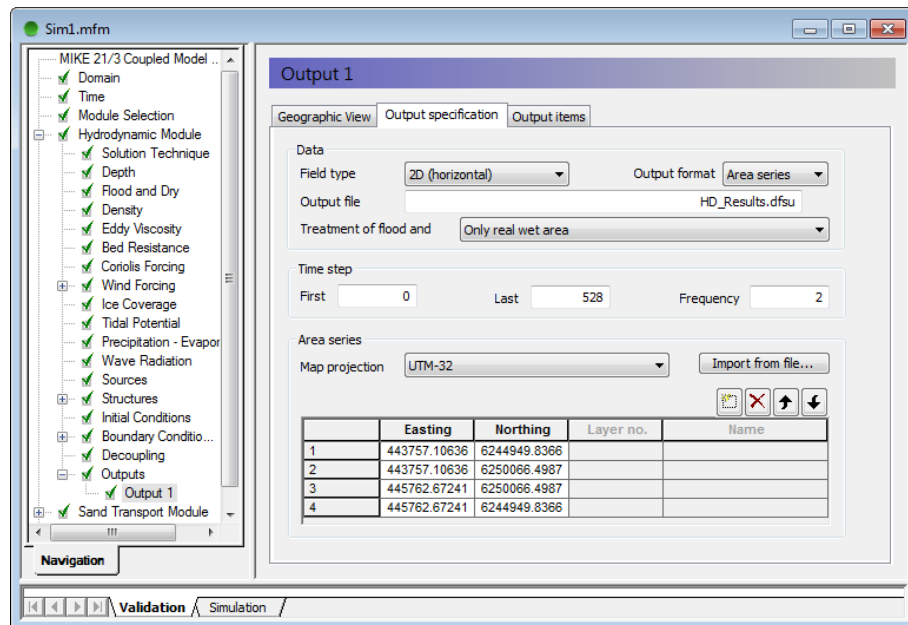 Sim1.mfm
MIKE 21/3 Coupled Model ..
Domain
Time
Module Selection
Hydrodynamic Module
Solution Technique
Depth
Flood and Dry
Density
Eddy Viscosity
Bed Resistance
Coriolis Forcing
Wind Forcing
Ice Coverage
Tidal Potential
Precipitation - Evapor
Wave Radiation
Sources
Structures
Initial Conditions
Boundary Conditio...
Decoupling
Outputs
Output 1
Sand Transport Module
Navigation
Output 1
Geographic View Output specification Output items
Data
Field type 2D (horizontal) Output format Area series
Output file HD_Results.dfsu
Treatment of flood and Only real wet area
Time step
First 0 Last 528 Frequency 2
Area series
Map projection UTM-32 Import from file...
Easting Northing Layer no. Name
1 443757.10636 6244949.8366
2 443757.10636 6250066.4987
3 445762.67241 6250066.4987
4 445762.67241 6244949.8366
Validation Simulation